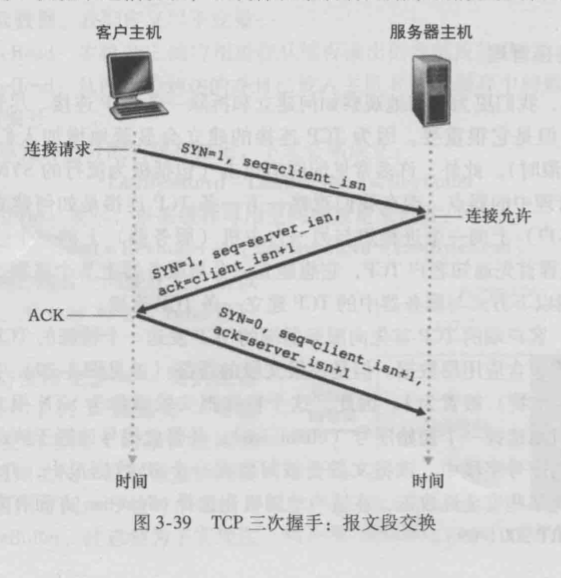 客户主机
服务器主机
连接请求
SYN=1, seq=client_isn
连接允许
SYN=1, seq=server_isn,
ack=client_isn+1
ACK
SYN=0, seq=client_isn+1,
ack=server_isn+1
时间
时间
图 3-39 TCP 三次握手：报文段交换